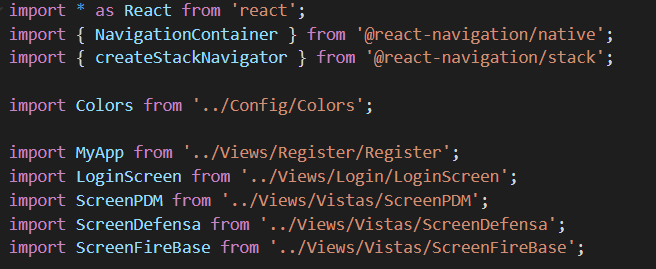 import * as React from 'react';
import { NavigationContainer } from '@react-navigation/native';
import { createStackNavigator } from '@react-navigation/stack';
import Colors from '../Config/Colors';
import MyApp from '../Views/Register/Register';
import LoginScreen from '../Views/Login/LoginScreen';
import ScreenPDM from '../Views/Vistas/ScreenPDM';
import ScreenDefensa from '../Views/Vistas/ScreenDefensa';
import ScreenFireBase from '../Views/Vistas/ScreenFireBase';